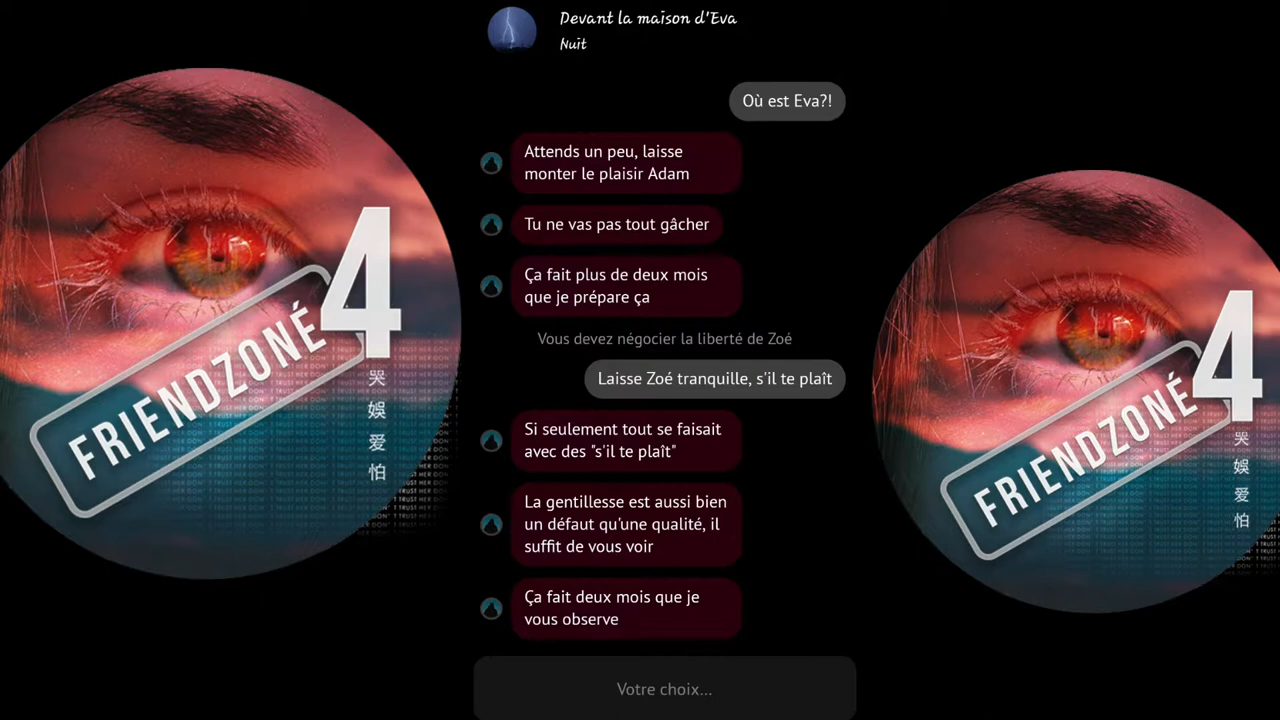 Devant la maison d'Eva
Nuit
Où est Eva?!
Attends un peu, laisse
monter le plaisir Adam
Tu ne vas pas tout gâcher
Ça fait plus de deux mois
que je prépare ça
Vous devez négocier la liberté de Zoé
Laisse Zoé tranquille, s'il te plaît
Si seulement tout se faisait
avec des "s'il te plaît"
La gentillesse est aussi bien
un défaut qu'une qualité, il
suffit de vous voir
Ça fait deux mois que je
vous observe
Votre choix...
FRIENDZONÉ
4
哭
娛
爱
怕
FRIENDZONÉ
4
哭
娛
爱
怕